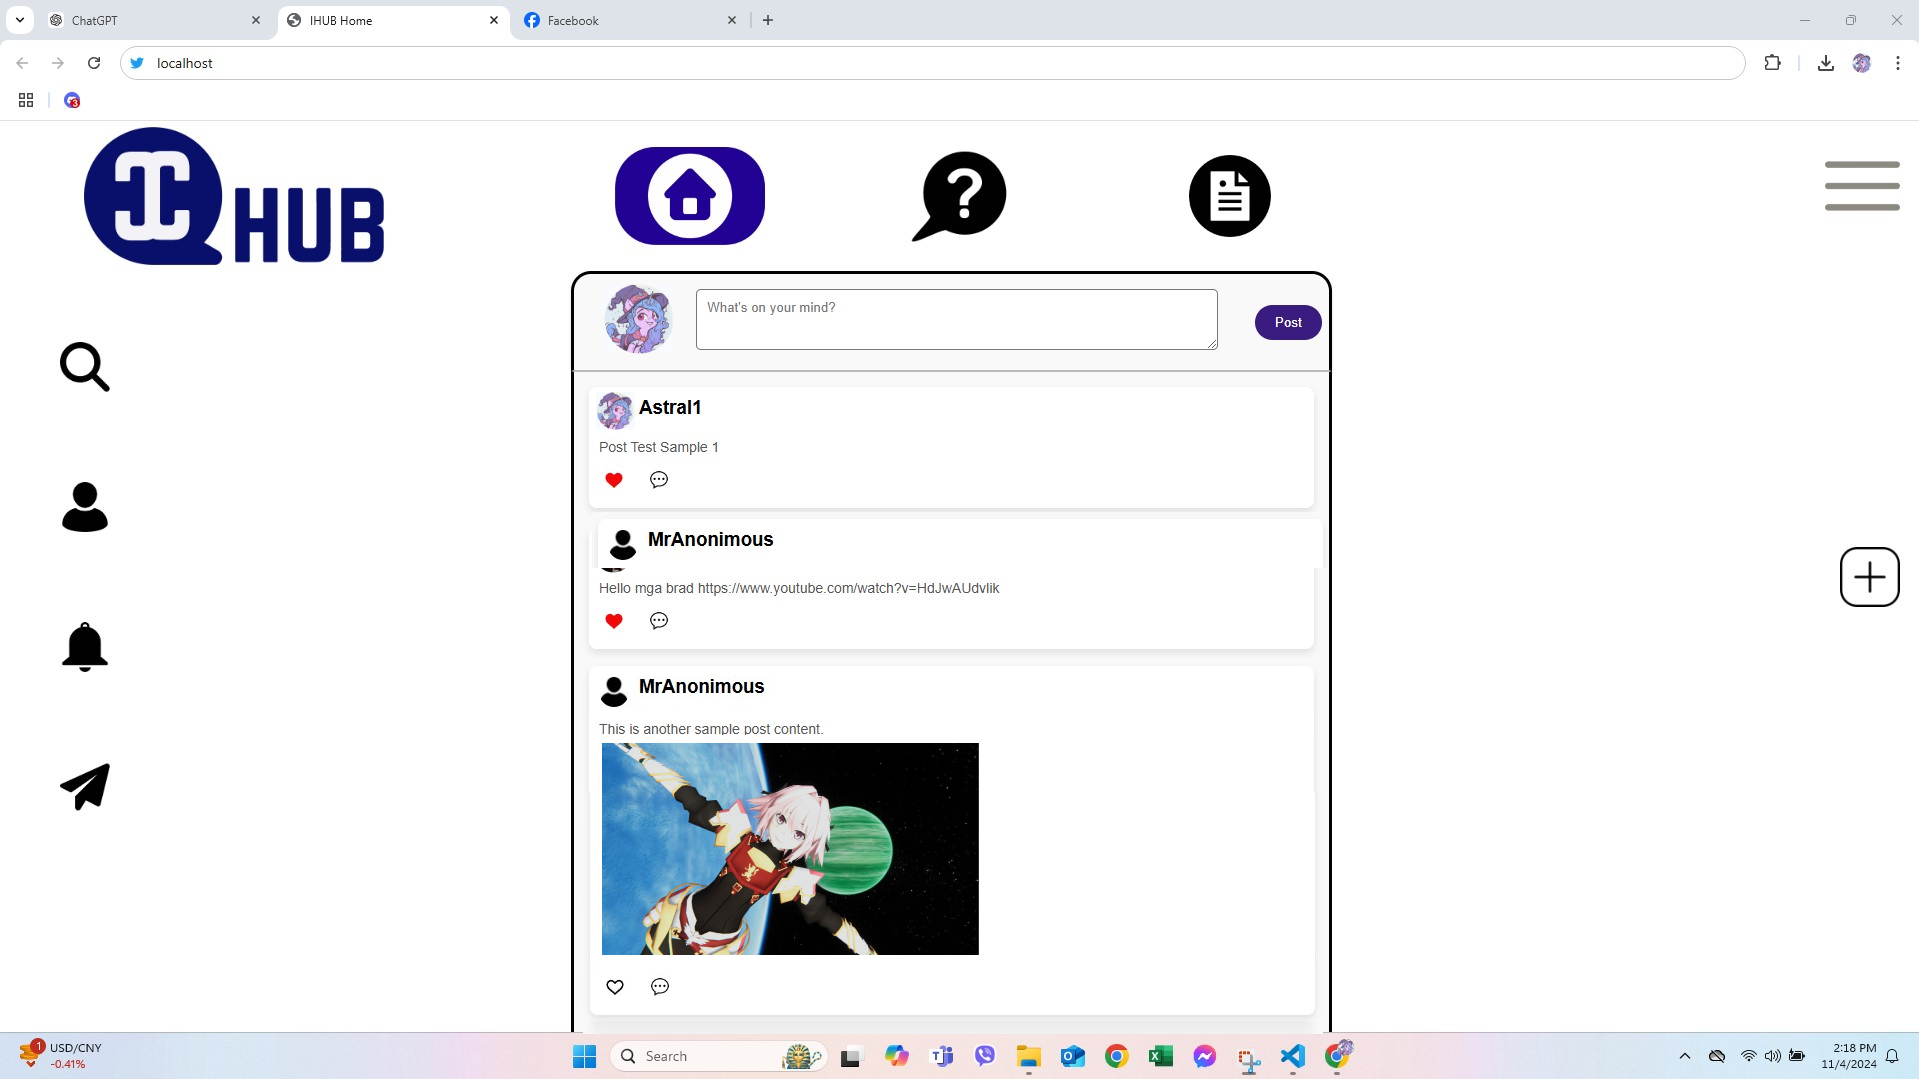 ChatGPT
IHUB Home
Facebook
localhost
3
I HUB
?
What's on your mind?
Post
Astral1
Post Test Sample 1
MrAnonimous
Hello mga brad https://www.youtube.com/watch?v=HdJwAUdvlik
MrAnonimous
This is another sample post content.
1
USD/CNY
-0.41%
Search
2:18 PM
11/4/2024